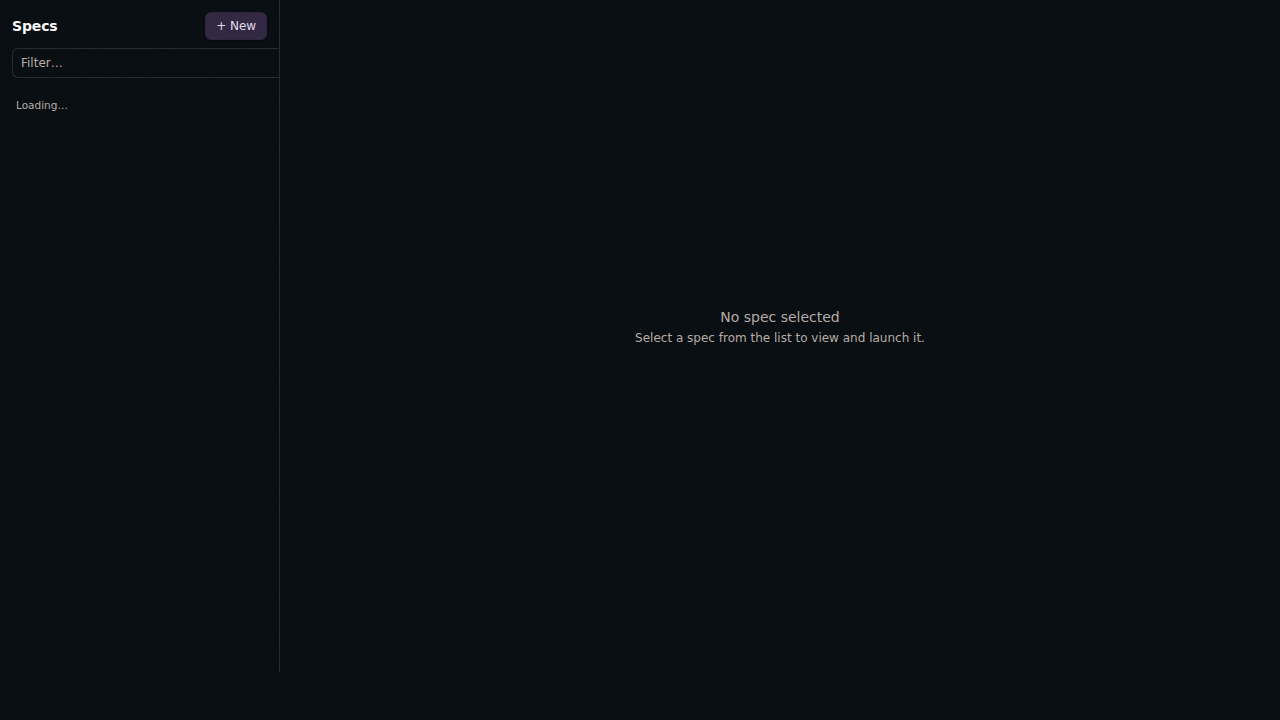 Specs
+ New
Filter…
Loading…
No spec selected
Select a spec from the list to view and launch it.